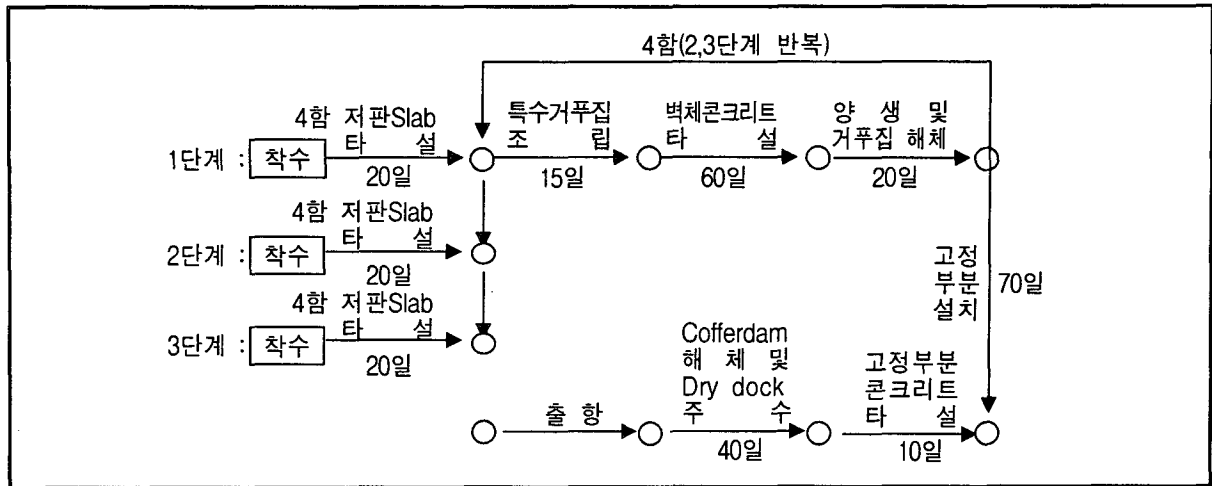 4함(2,3단계 반복)
4함 저판Slab
타 설
1단계 : 착수
20일
특수거푸집
조 립
15일
벽체콘크리트
타 설
60일
양 생 및
거푸집 해체
20일
4함 저판Slab
타 설
2단계 : 착수
20일
4함 저판Slab
타 설
3단계 : 착수
20일
고정
부분
설치
70일
출 항
Cofferdam
해 체 및
Dry dock
주 수
40일
고정부분
콘크리트
타 설
10일